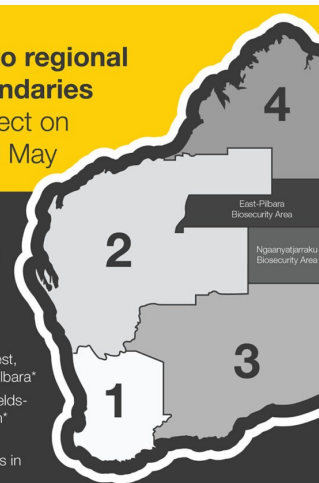 to regional
ndaries
ect on
May
4
East-Pilbara
Biosecurity Area
2
Ngaanyatjarraku
Biosecurity Area
3
est,
lbara*
elds-
n*
1
s in